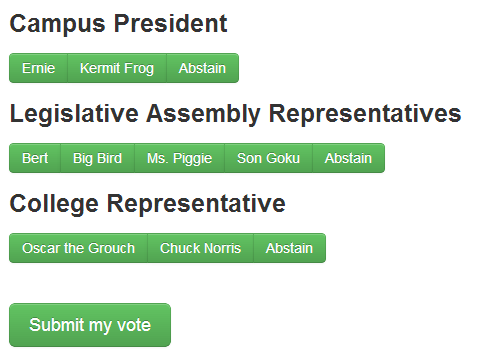 Campus President
Ernie Kermit Frog Abstain
Legislative Assembly Representatives
Bert Big Bird Ms. Piggie Son Goku Abstain
College Representative
Oscar the Grouch Chuck Norris Abstain
Submit my vote